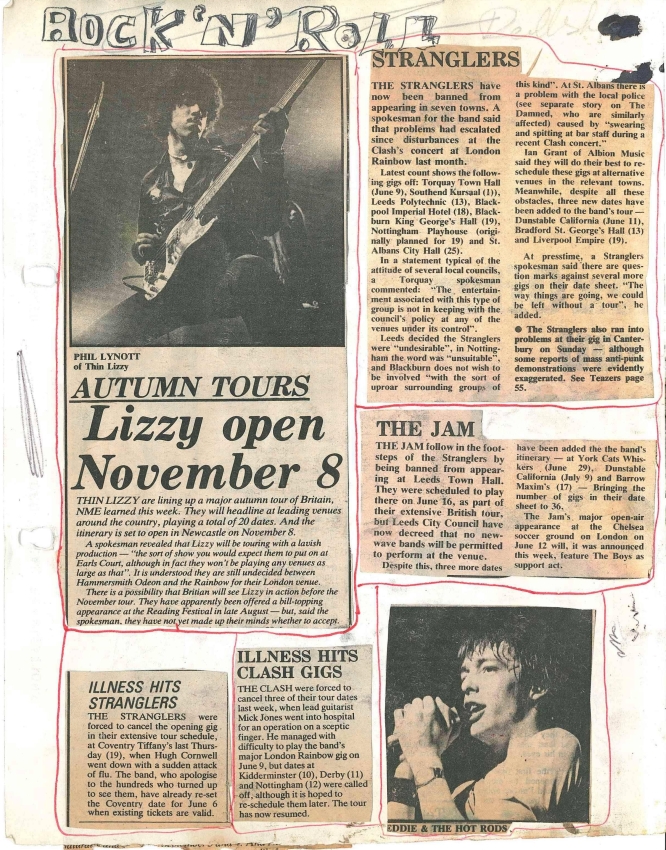 ROCK 'N' ROLL
PHIL LYNOTT
of Thin Lizzy
AUTUMN TOURS
Lizzy open
November 8
THIN LIZZY are lining up a major autumn tour of Britain,
NME learned this week. They will headline at leading venues
around the country, playing a total of 20 dates. And the
itinerary is set to open in Newcastle on November 8.
A spokesman revealed that Lizzy will be touring with a lavish
production — "the sort of show you would expect them to put on at
Earls Court, although in fact they won't be playing any venues as
large as that". It is understood they are still undecided between
Hammersmith Odeon and the Rainbow for their London venue.
There is a possibility that Britian will see Lizzy in action before the
November tour. They have apparently been offered a bill-topping
appearance at the Reading Festival in late August — but, said the
spokesman, they have not yet made up their minds whether to accept.
STRANGLERS
THE STRANGLERS have
now been banned from
appearing in seven towns. A
spokesman for the band said
that problems had escalated
since disturbances at the
Clash's concert at London
Rainbow last month.
Latest count shows the follow-
ing gigs off: Torquay Town Hall
(June 9), Southend Kursaal (1)),
Leeds Polytechnic (13), Black-
pool Imperial Hotel (18), Black-
burn King George's Hall (19),
Nottingham Playhouse (origi-
nally planned for 19) and St.
Albans City Hall (25).
In a statement typical of the
attitude of several local councils,
a Torquay spokesman
commented: "The entertain-
ment associated with this type of
group is not in keeping with the
council's policy at any of the
venues under its control".
Leeds decided the Stranglers
were "undesirable", in Notting-
ham the word was "unsuitable",
and Blackburn does not wish to
be involved "with the sort of
uproar surrounding groups of
this kind". At St. Albans there is
a problem with the local police
(see separate story on The
Damned, who are similarly
affected) caused by "swearing
and spitting at bar staff during a
recent Clash concert."
Ian Grant of Albion Music
said they will do their best to re-
schedule these gigs at alternative
venues in the relevant towns.
Meanwhile, despite all these
obstacles, three new dates have
been added to the band's tour —
Dunstable California (June 11),
Bradford St. George's Hall (13)
and Liverpool Empire (19).
At presstime, a Stranglers
spokesman said there are ques-
tion marks against several more
gigs on their date sheet. "The
way things are going, we could
be left without a tour", he
added.
● The Stranglers also ran into
problems at their gig in Canter-
bury on Sunday — although
some reports of mass anti-punk
demonstrations were evidently
exaggerated. See Teazers page
55.
THE JAM
THE JAM follow in the foot-
steps of the Stranglers by
being banned from appear-
ing at Leeds Town Hall.
They were scheduled to play
there on June 16, as part of
their extensive British tour,
but Leeds City Council have
now decreed that no new-
wave bands will be permitted
to perform at the venue.
Despite this, three more dates
have been added the the band's
itinerary — at York Cats Whis-
kers (June 29), Dunstable
California (July 9) and Barrow
Maxim's (17) — Bringing the
number of gigs in their date
sheet to 36.
The Jam's major open-air
appearance at the Chelsea
soccer ground on London on
June 12 will, it was announced
this week, feature The Boys as
support act.
ILLNESS HITS
STRANGLERS
THE STRANGLERS were
forced to cancel the opening gig
in their extensive tour schedule,
at Coventry Tiffany's last Thurs-
day (19), when Hugh Cornwell
went down with a sudden attack
of flu. The band, who apologise
to the hundreds who turned up
to see them, have already re-set
the Coventry date for June 6
when existing tickets are valid.
ILLNESS HITS
CLASH GIGS
THE CLASH were forced to
cancel three of their tour dates
last week, when lead guitarist
Mick Jones went into hospital
for an operation on a sceptic
finger. He managed with
difficulty to play the band's
major London Rainbow gig on
June 9, but dates at
Kidderminster (10), Derby (11)
and Nottingham (12) were called
off, although it is hoped to
re-schedule them later. The tour
has now resumed.
EDDIE & THE HOT RODS